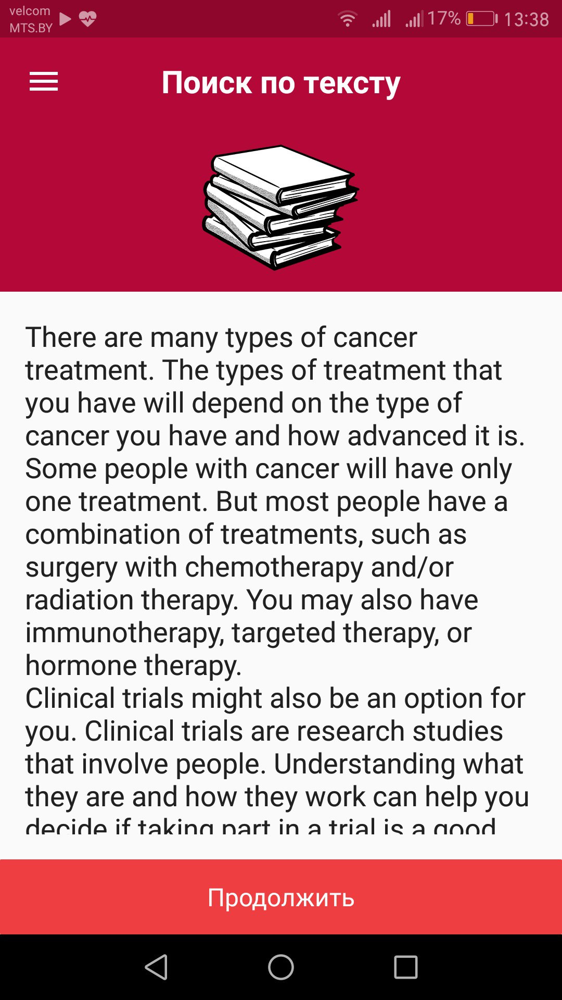 velcom
MTS.BY
17% 13:38
Поиск по тексту
There are many types of cancer
treatment. The types of treatment that
you have will depend on the type of
cancer you have and how advanced it is.
Some people with cancer will have only
one treatment. But most people have a
combination of treatments, such as
surgery with chemotherapy and/or
radiation therapy. You may also have
immunotherapy, targeted therapy, or
hormone therapy.
Clinical trials might also be an option for
you. Clinical trials are research studies
that involve people. Understanding what
they are and how they work can help you
decide if taking part in a trial is a good
Продолжить